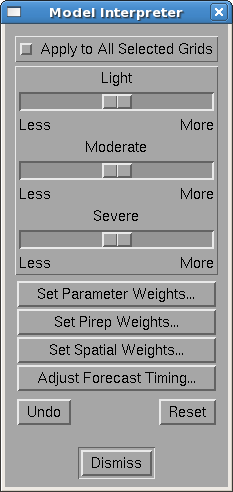 Model Interpreter
Apply to All Selected Grids
Light
Less More
Moderate
Less More
Severe
Less More
Set Parameter Weights...
Set Pirep Weights...
Set Spatial Weights...
Adjust Forecast Timing...
Undo Reset
Dismiss